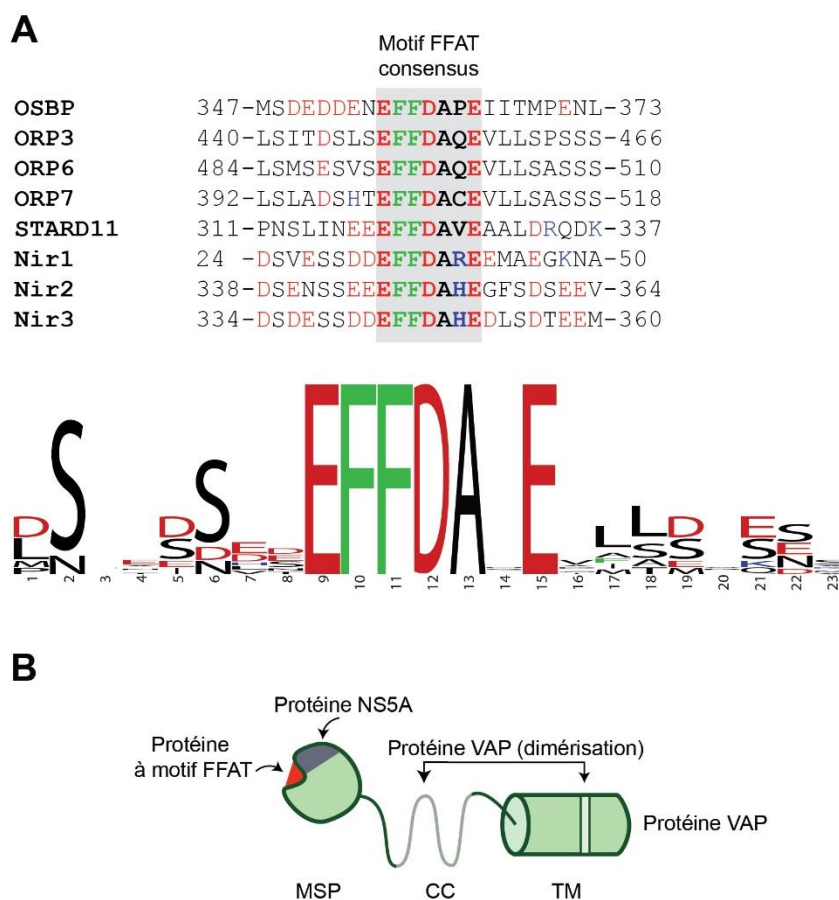 A
Motif FFAT
consensus
OSBP 347-MSDEDDENEFFDAPEIITMPENL-373
ORP3 440-LSITDSLSEFFDAQEVLLSPSSS-466
ORP6 484-LSMSESVSEFFDAQEVLLSASSS-510
ORP7 392-LSLADSHTEFFDACEVLLSASSS-518
STARD11 311-PNSLINEEEFFDAVEAALDRQDK-337
Nir1 24 -DSVESSDDEFFDAREEMAEGKNA-50
Nir2 338-DSENSSEEEFFDAHEGFSDSEEV-364
Nir3 334-DSDESSDDEFFDAHEDLSDTEEM-360
S S EFFDA E
1 2 3 4 5 6 7 8 9 10 11 12 13 14 15 16 17 18 19 20 21 22 23
B
Protéine NS5A
Protéine
à motif FFAT
Protéine VAP (dimérisation)
Protéine VAP
MSP CC TM